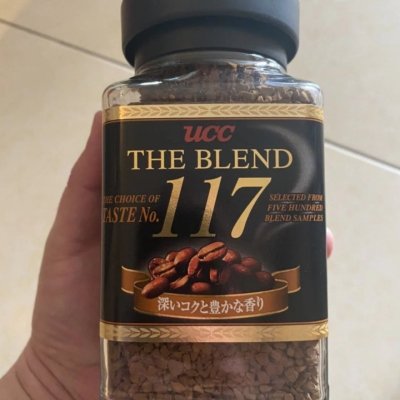 UCC
THE BLEND
117
THE CHOICE OF
TASTE No.
SELECTED FROM
FIVE HUNDRED
BLEND SAMPLES
深いコクと豊かな香り